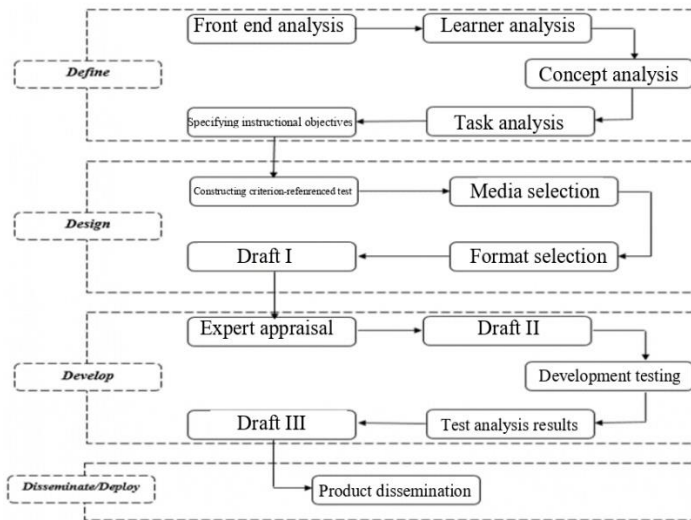 Front end analysis
Learner analysis
Define
Concept analysis
Specifying instructional objectives
Task analysis
Constructing criterion-refenrenced test
Media selection
Design
Draft I
Format selection
Expert appraisal
Draft II
Develop
Development testing
Draft III
Test analysis results
Disseminate/Deploy
Product dissemination